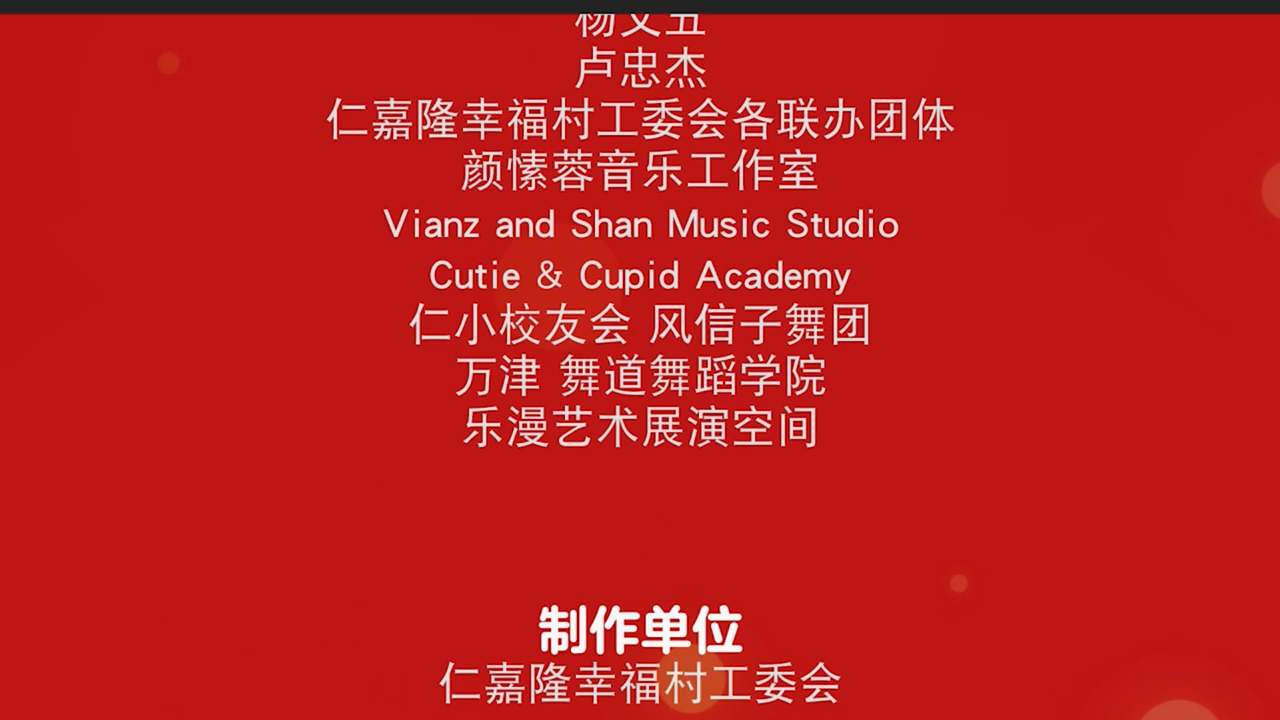 卢忠杰
仁嘉隆幸福村工委会各联办团体
颜愫蓉音乐工作室
Vianz and Shan Music Studio
Cutie & Cupid Academy
仁小校友会 风信子舞团
万津 舞道舞蹈学院
乐漫艺术展演空间
制作单位
仁嘉隆幸福村工委会